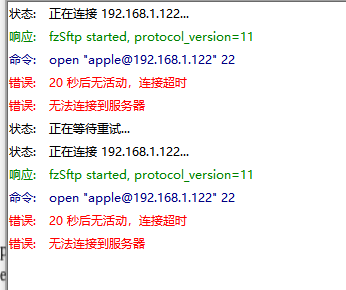 状态: 正在连接 192.168.1.122...
响应: fzSftp started, protocol_version=11
命令: open "apple@192.168.1.122" 22
错误: 20 秒后无活动，连接超时
错误: 无法连接到服务器
状态: 正在等待重试...
状态: 正在连接 192.168.1.122...
响应: fzSftp started, protocol_version=11
命令: open "apple@192.168.1.122" 22
错误: 20 秒后无活动，连接超时
错误: 无法连接到服务器